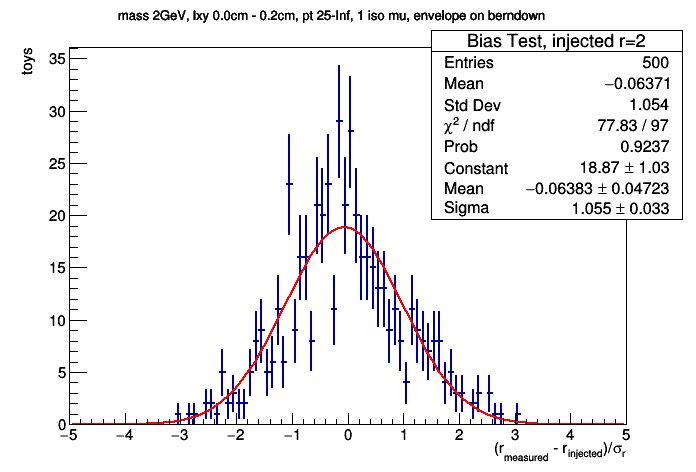 mass 2GeV, lxy 0.0cm - 0.2cm, pt 25-Inf, 1 iso mu, envelope on berndown
Bias Test, injected r=2
Entries 500
Mean −0.06371
Std Dev 1.054
χ² / ndf 77.83 / 97
Prob 0.9237
Constant 18.87 ± 1.03
Mean −0.06383 ± 0.04723
Sigma 1.055 ± 0.033
toys
35
30
25
20
15
10
5
0
−5 −4 −3 −2 −1 0 1 2 3 4 5
(r_measured - r_injected)/σ_r